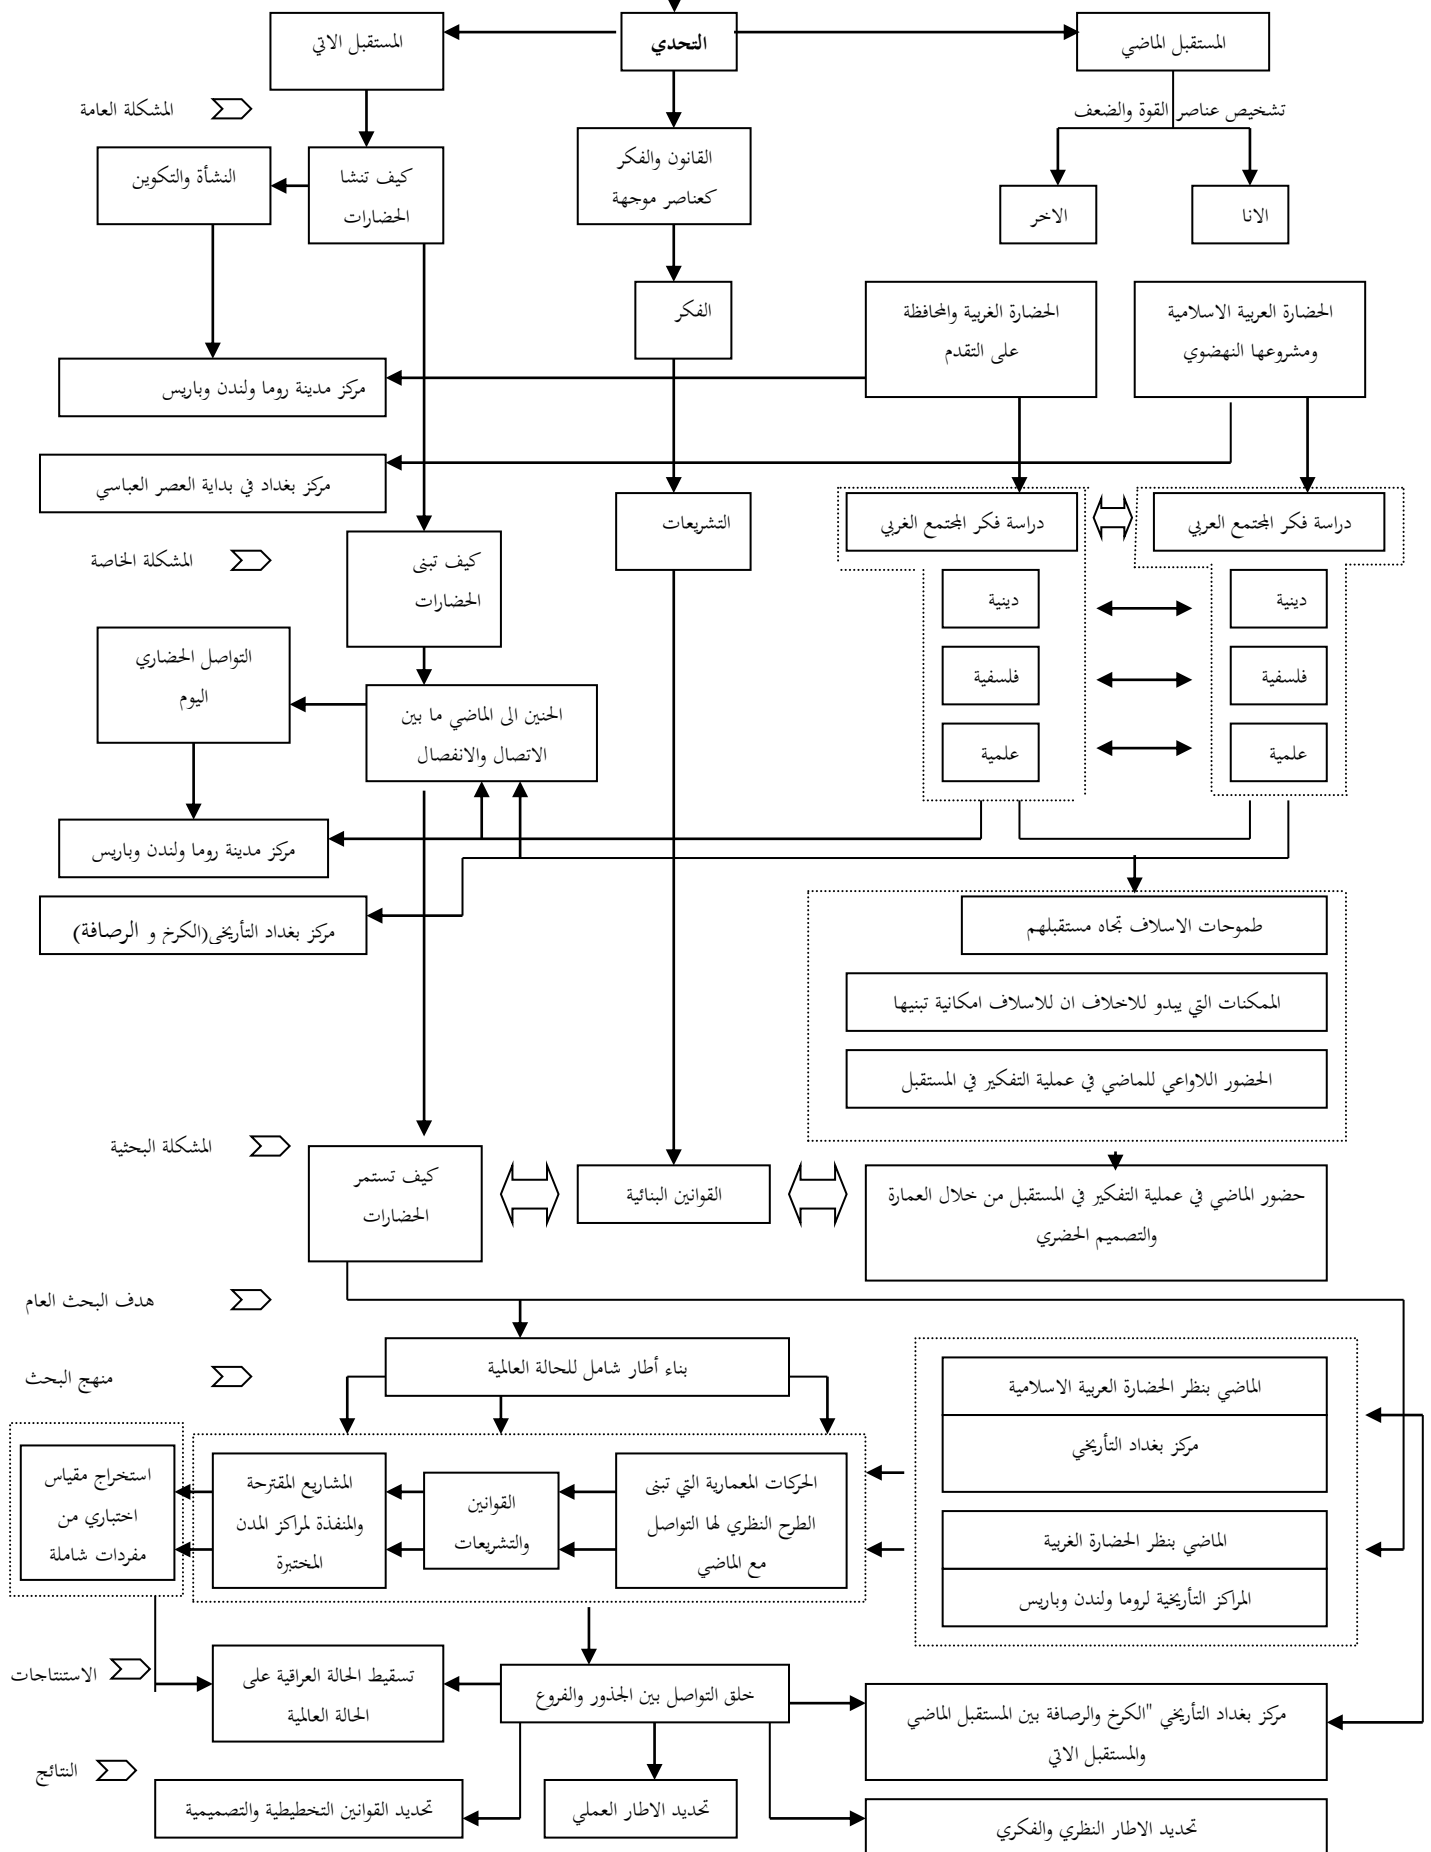 المستقبل الماضي
التحدي
المستقبل الاتي
المشكلة العامة
تشخيص عناصر القوة والضعف
القانون والفكر
كعناصر موجهة
كيف تنشا
الحضارات
النشأة والتكوين
الانا
الاخر
الفكر
الحضارة العربية الاسلامية
ومشروعها النهضوي
الحضارة الغربية والمحافظة
على التقدم
مركز مدينة روما ولندن وباريس
مركز بغداد في بداية العصر العباسي
دراسة فكر المجتمع العربي
دراسة فكر المجتمع الغربي
التشريعات
كيف تبنى
الحضارات
المشكلة الخاصة
دينية
دينية
فلسفية
فلسفية
علمية
علمية
التواصل الحضاري
اليوم
الحنين الى الماضي ما بين
الاتصال والانفصال
مركز مدينة روما ولندن وباريس
مركز بغداد التأريخي(الكرخ و الرصافة)
طموحات الاسلاف تجاه مستقبلهم
الممكنات التي يبدو للاخلاف ان للاسلاف امكانية تبنيها
الحضور اللاواعي للماضي في عملية التفكير في المستقبل
المشكلة البحثية
حضور الماضي في عملية التفكير في المستقبل من خلال العمارة
والتصميم الحضري
القوانين البنائية
كيف تستمر
الحضارات
هدف البحث العام
بناء أطار شامل للحالة العالمية
منهج البحث
الماضي بنظر الحضارة العربية الاسلامية
مركز بغداد التأريخي
الماضي بنظر الحضارة الغربية
المراكز التأريخية لروما ولندن وباريس
الحركات المعمارية التي تبنى
الطرح النظري لها التواصل
مع الماضي
القوانين
والتشريعات
المشاريع المقترحة
والمنفذة لمراكز المدن
المختبرة
استخراج مقياس
اختباري من
مفردات شاملة
الاستنتاجات
تسقيط الحالة العراقية على
الحالة العالمية
خلق التواصل بين الجذور والفروع
مركز بغداد التأريخي "الكرخ والرصافة بين المستقبل الماضي
والمستقبل الاتي
النتائج
تحديد القوانين التخطيطية والتصميمية
تحديد الاطار العملي
تحديد الاطار النظري والفكري